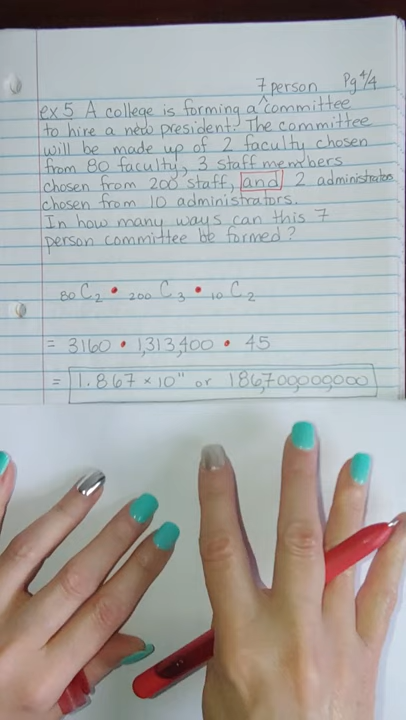 7 person Pg 4/4
ex 5 A college is forming a ^ committee
to hire a new president. The committee
will be made up of 2 faculty chosen
from 80 faculty, 3 staff members
chosen from 200 staff, and 2 administrators
chosen from 10 administrators.
In how many ways can this 7
person committee be formed?
₈₀C₂ • ₂₀₀C₃ • ₁₀C₂
= 3160 • 1,313,400 • 45
= 1.867 × 10¹¹ or 186,700,000,000